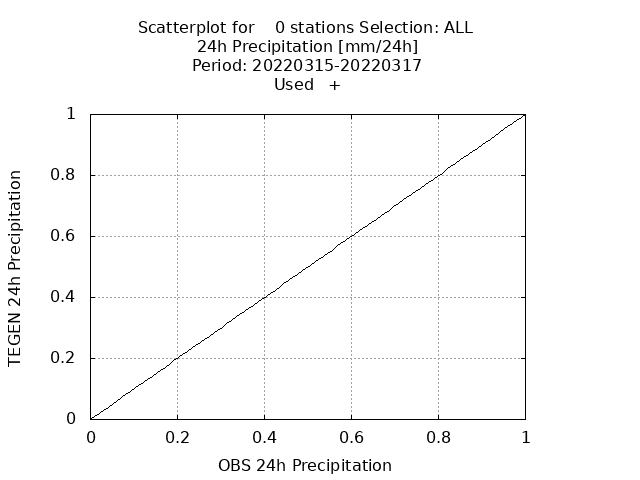 Scatterplot for    0 stations Selection: ALL
24h Precipitation [mm/24h]
Period: 20220315-20220317
Used   +
1
0.8
0.6
0.4
0.2
0
TEGEN 24h Precipitation
0 0.2 0.4 0.6 0.8 1
OBS 24h Precipitation